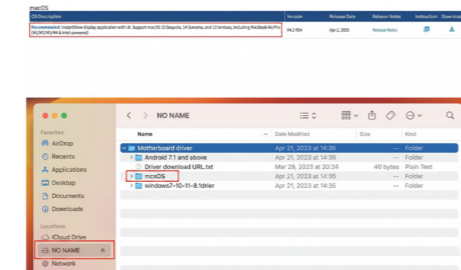 macOS
OS Description Version Release Date Release Notes Instruction Download
Recommended: InstantView display application with UI. Support macOS 15 Sequoia, 14 Sonoma, and 13 Ventura, including MacBook Air/Pro
(M1/M2/M3/M4 & Intel-powered) Apr 2, 2025 Release Notes
NO NAME
Name Date Modified Size Kind
Favorites
AirDrop
Recents
Applications
Desktop
Documents
Downloads
Locations
iCloud Drive
NO NAME
Network
Motherboard driver Apr 21, 2023 at 14:35 -- Folder
Android 7.1 and above Apr 21, 2023 at 14:35 -- Folder
Driver download URL.txt Mar 29, 2023 at 20:24 46 bytes Plain Text
mcsOS Apr 21, 2023 at 14:35 -- Folder
windows7-10-11-8.1drier Apr 21, 2023 at 14:35 -- Folder